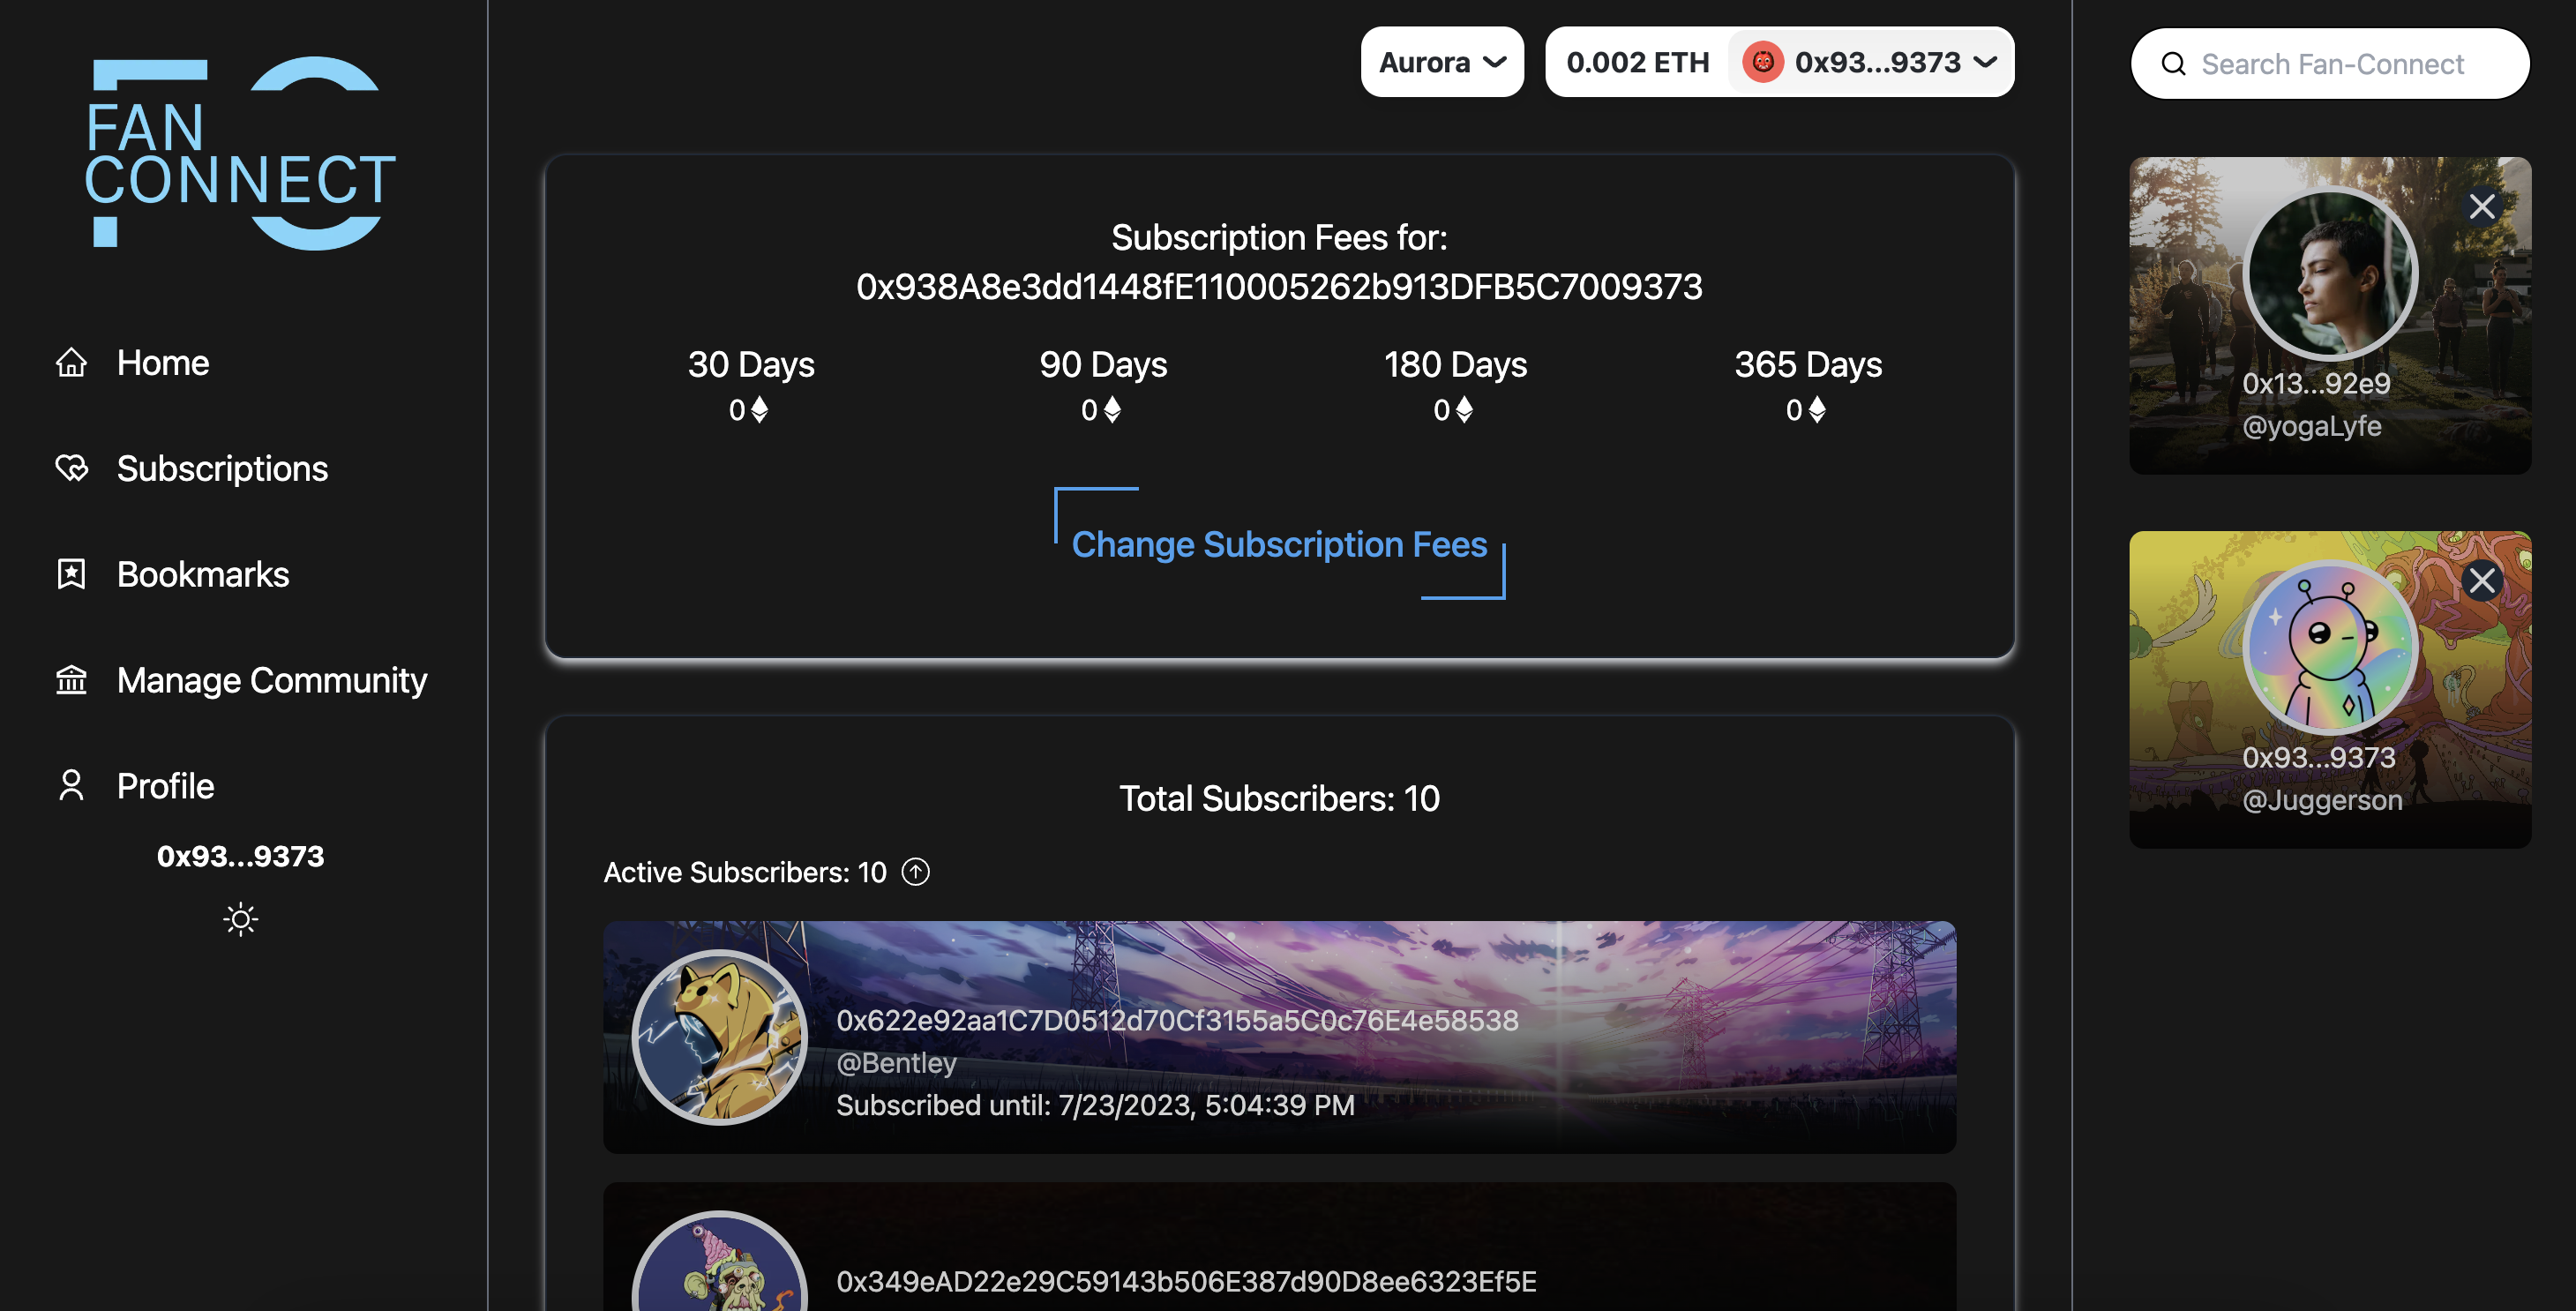 FAN
CONNECT
Home
Subscriptions
Bookmarks
Manage Community
Profile
0x93...9373
Aurora
0.002 ETH
0x93...9373
Subscription Fees for:
0x938A8e3dd1448fE110005262b913DFB5C7009373
30 Days
0
90 Days
0
180 Days
0
365 Days
0
Change Subscription Fees
Total Subscribers: 10
Active Subscribers: 10
0x622e92aa1C7D0512d70Cf3155a5C0c76E4e58538
@Bentley
Subscribed until: 7/23/2023, 5:04:39 PM
0x349eAD22e29C59143b506E387d90D8ee6323Ef5E
Search Fan-Connect
0x13...92e9
@yogaLyfe
0x93...9373
@Juggerson